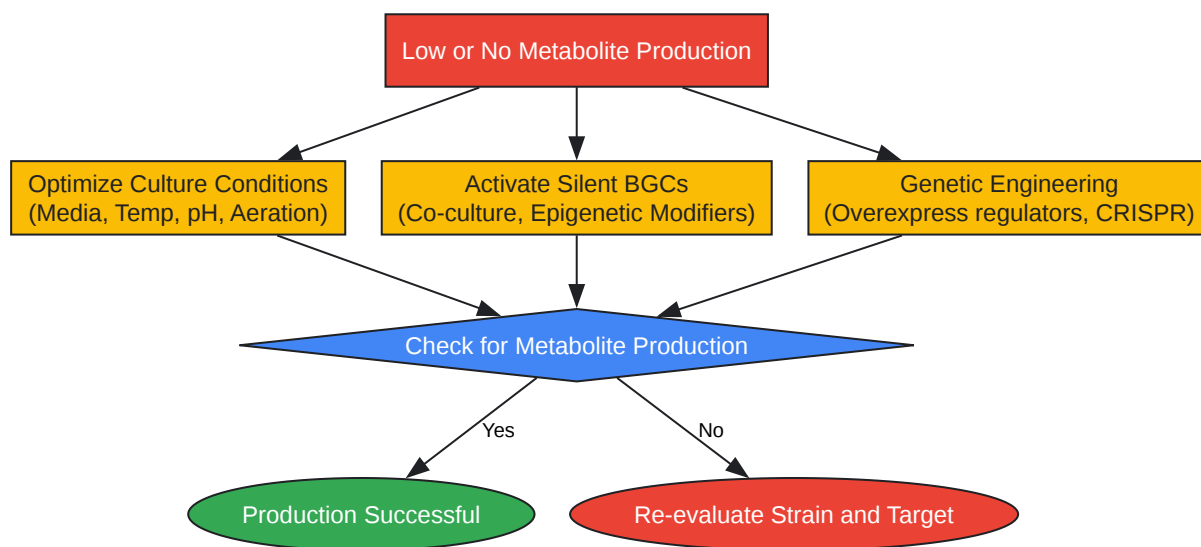 Low or No Metabolite Production
Optimize Culture Conditions
(Media, Temp, pH, Aeration)
Activate Silent BGCs
(Co-culture, Epigenetic Modifiers)
Genetic Engineering
(Overexpress regulators, CRISPR)
Check for Metabolite Production
Yes
No
Production Successful
Re-evaluate Strain and Target